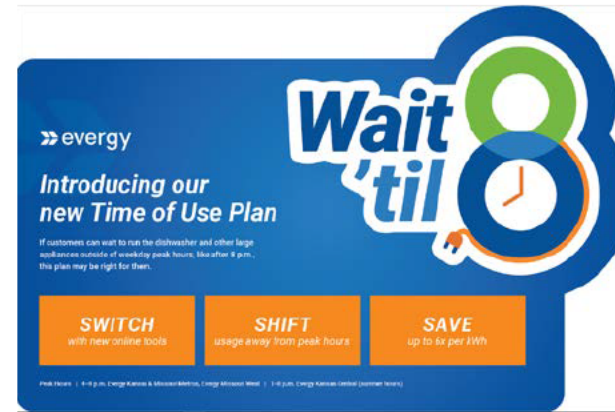 Wait
'til
8
evergy
Introducing our
new Time of Use Plan
If customers can wait to run the dishwasher and other large
appliances outside of weekday peak hours, like after 8 p.m.,
this plan may be right for them.
SWITCH
with new online tools
SHIFT
usage away from peak hours
SAVE
up to 6x per kWh
Peak Hours | 4–8 p.m. Evergy Kansas & Missouri Metros, Evergy Missouri West | 1–8 p.m. Evergy Kansas Central (summer hours)